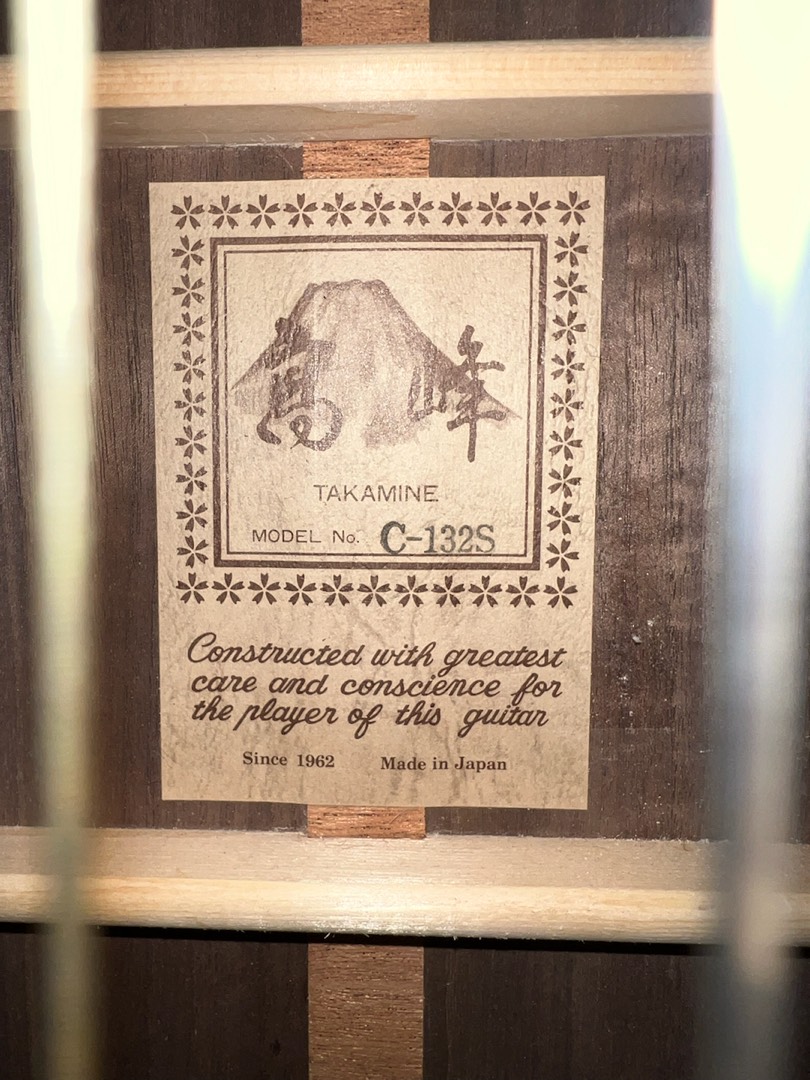 高峰
TAKAMINE
MODEL No. C-132S
Constructed with greatest
care and conscience for
the player of this guitar
Since 1962 Made in Japan